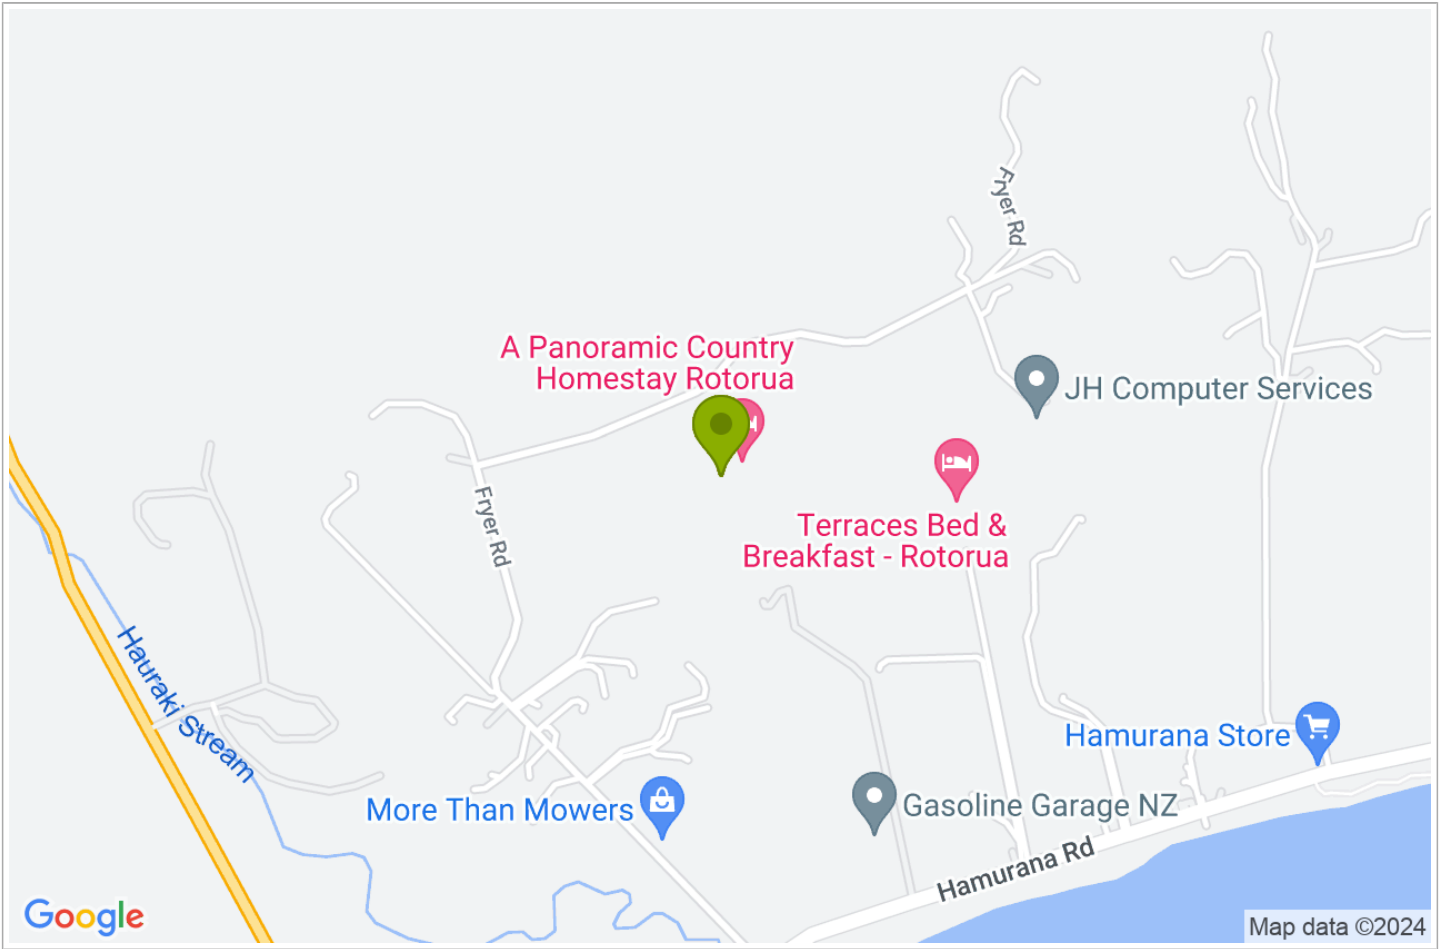 Fryer Rd
A Panoramic Country
Homestay Rotorua
JH Computer Services
Fryer Rd
Terraces Bed &
Breakfast - Rotorua
Hauraki Stream
Hamurana Store
More Than Mowers
Gasoline Garage NZ
Hamurana Rd
Google
Map data ©2024